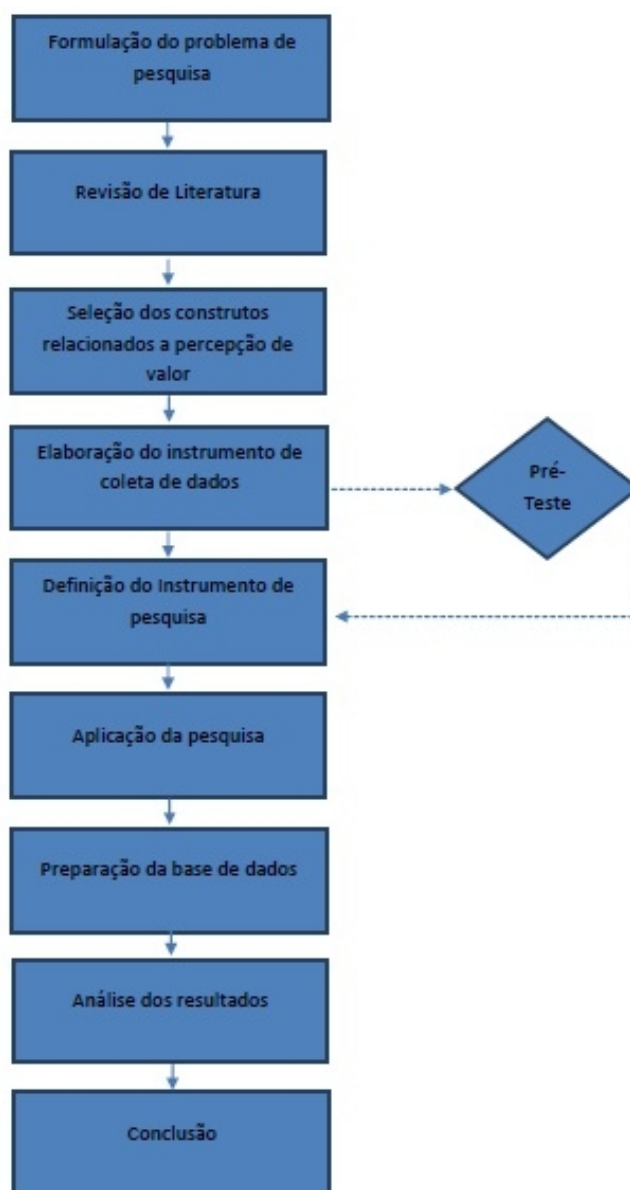 Formulação do problema de
pesquisa
Revisão de Literatura
Seleção dos construtos
relacionados a percepção de
valor
Elaboração do instrumento de
coleta de dados
Pré-
Teste
Definição do Instrumento de
pesquisa
Aplicação da pesquisa
Preparação da base de dados
Análise dos resultados
Conclusão